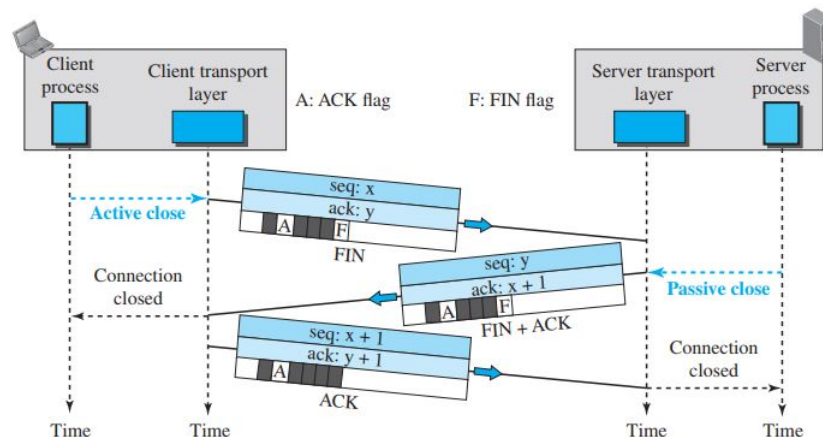 Client
process
Client transport
layer
A: ACK flag
F: FIN flag
Server transport
layer
Server
process
Active close
seq: x
ack: y
A
F
FIN
Connection
closed
seq: y
ack: x + 1
A
F
FIN + ACK
Passive close
seq: x + 1
ack: y + 1
A
ACK
Connection
closed
Time
Time
Time
Time